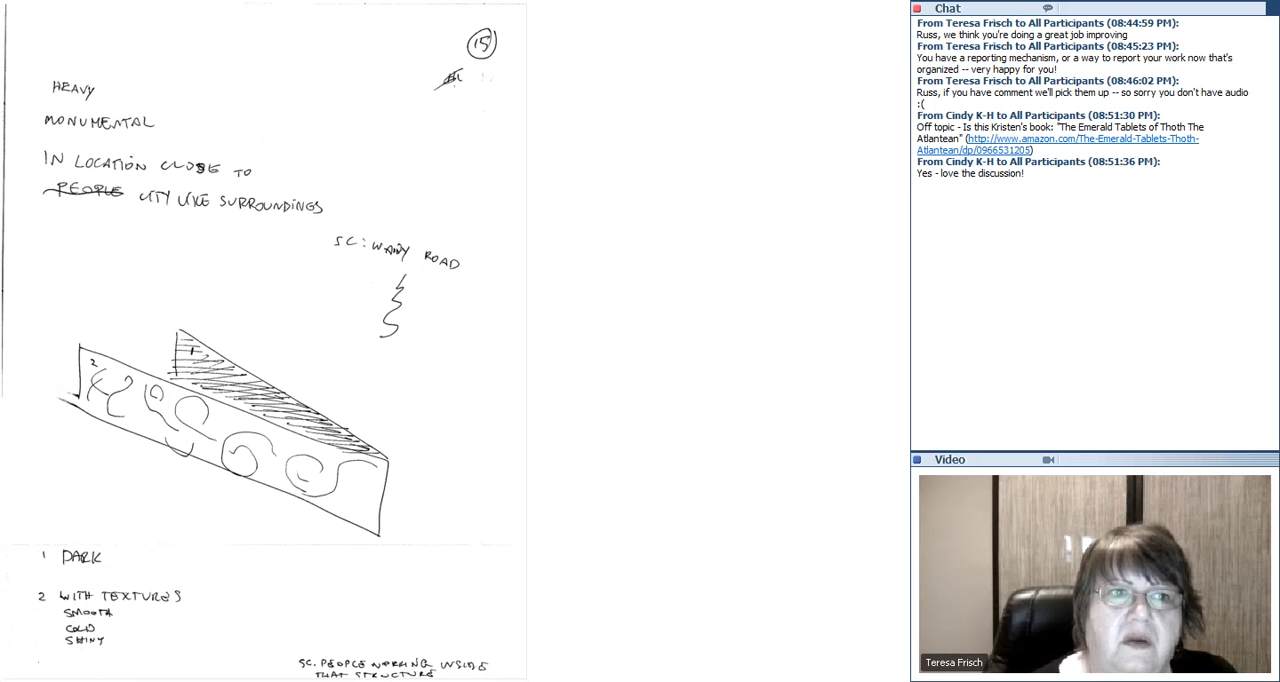 15
HEAVY
MONUMENTAL
IN LOCATION CLOSE TO
PEOPLE CITY LIKE SURROUNDINGS
SC: WAVY ROAD
1
2
1 DARK
2 WITH TEXTURES
SMOOTH
COLD
SHINY
SC. PEOPLE WORKING INSIDE
THAT STRUCTURE
Chat
From Teresa Frisch to All Participants (08:44:59 PM):
Russ, we think you're doing a great job improving
From Teresa Frisch to All Participants (08:45:23 PM):
You have a reporting mechanism, or a way to report your work now that's
organized -- very happy for you!
From Teresa Frisch to All Participants (08:46:02 PM):
Russ, if you have comment we'll pick them up -- so sorry you don't have audio
:(
From Cindy K-H to All Participants (08:51:30 PM):
Off topic - Is this Kristen's book: "The Emerald Tablets of Thoth The
Atlantean" (http://www.amazon.com/The-Emerald-Tablets-Thoth-
Atlantean/dp/0966531205)
From Cindy K-H to All Participants (08:51:36 PM):
Yes - love the discussion!
Video
Teresa Frisch